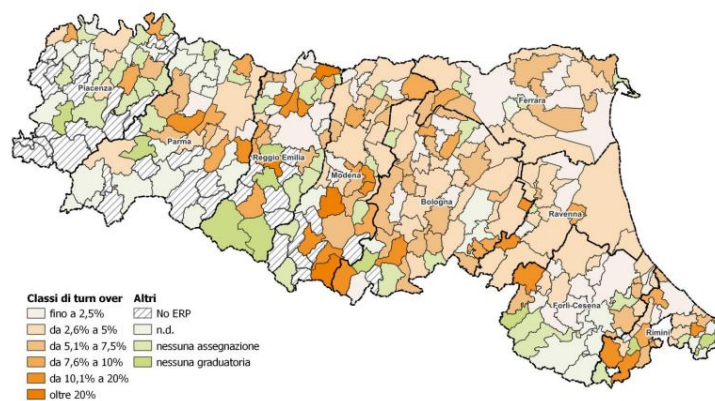 Piacenza
Parma
Reggio Emilia
Modena
Bologna
Ferrara
Ravenna
Forlì-Cesena
Rimini
Classi di turn over
fino a 2,5%
da 2,6% a 5%
da 5,1% a 7,5%
da 7,6% a 10%
da 10,1% a 20%
oltre 20%
Altri
No ERP
n.d.
nessuna assegnazione
nessuna graduatoria